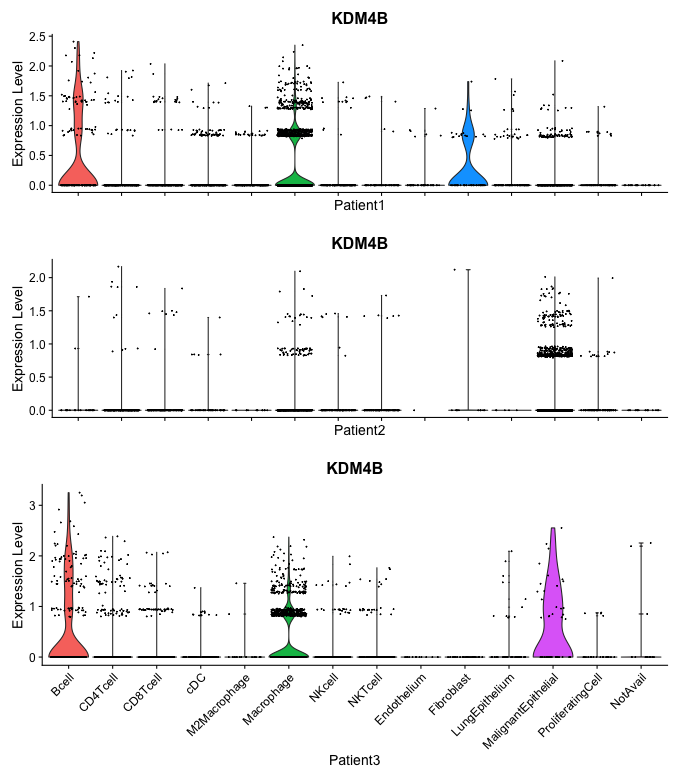 KDM4B
Expression Level
2.5
2.0
1.5
1.0
0.5
0.0
Patient1
KDM4B
Expression Level
2.0
1.5
1.0
0.5
0.0
Patient2
KDM4B
Expression Level
3
2
1
0
Bcell
CD4Tcell
CD8Tcell
cDC
M2Macrophage
Macrophage
NKcell
NKTcell
Endothelium
Fibroblast
LungEpithelium
MalignantEpithelial
ProliferatingCell
NotAvail
Patient3